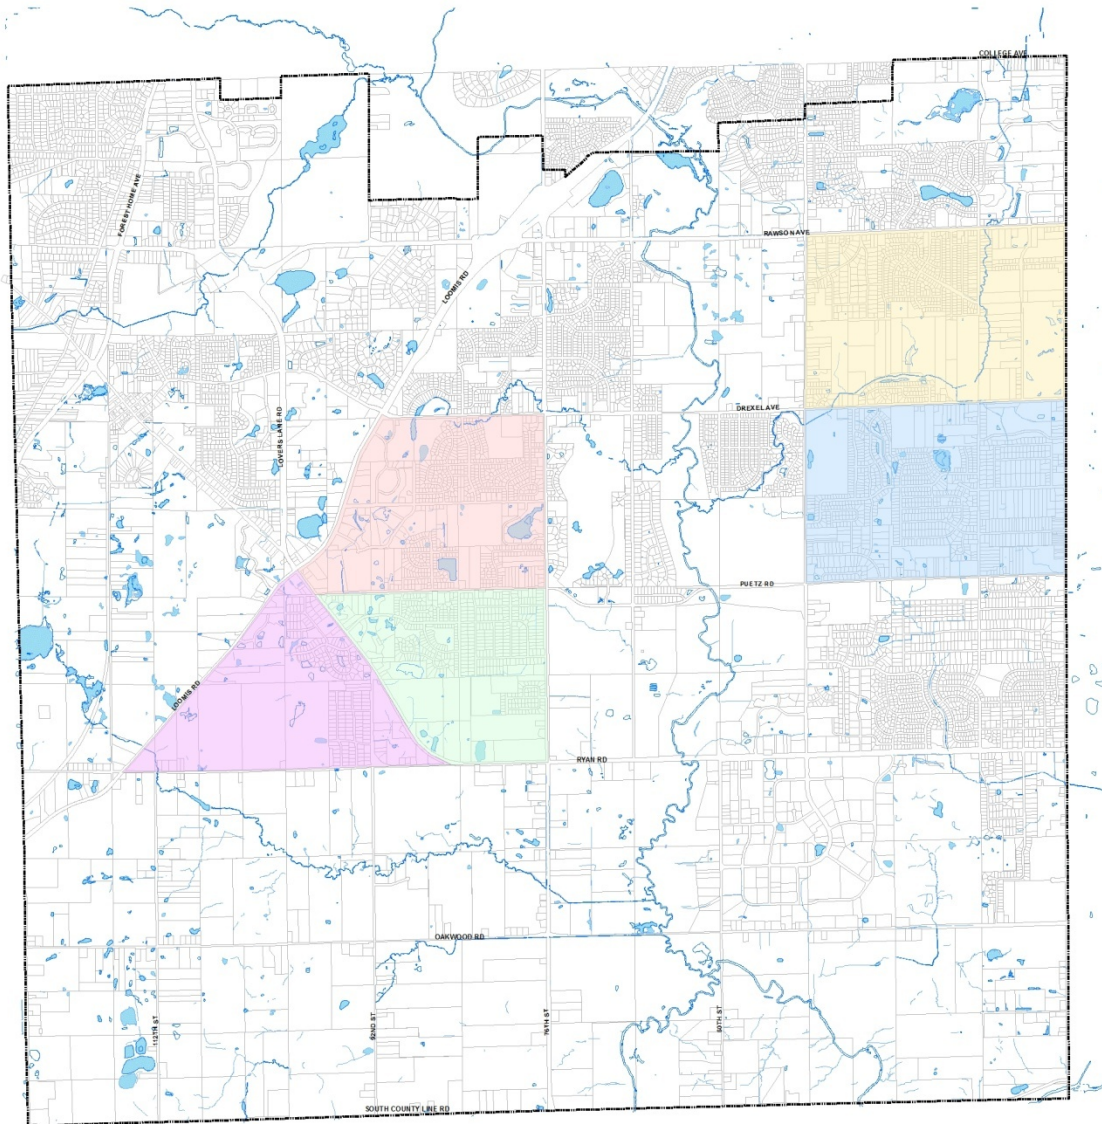 COLLEGE AVE
FOREST HOME AVE
RAWSON AVE
LOOMIS RD
DREXEL AVE
LOVERS LANE RD
PUETZ RD
LOOMIS RD
RYAN RD
OAKWOOD RD
112TH ST
92ND ST
76TH ST
60TH ST
SOUTH COUNTY LINE RD